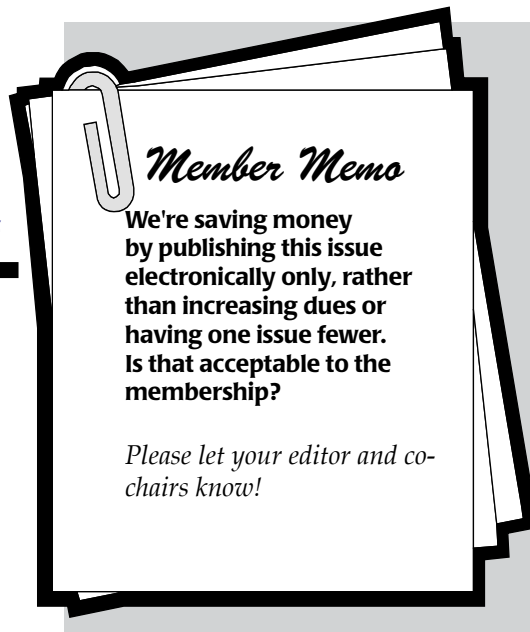 Member Memo
We're saving money
by publishing this issue
electronically only, rather
than increasing dues or
having one issue fewer.
Is that acceptable to the
membership?
Please let your editor and co-
chairs know!